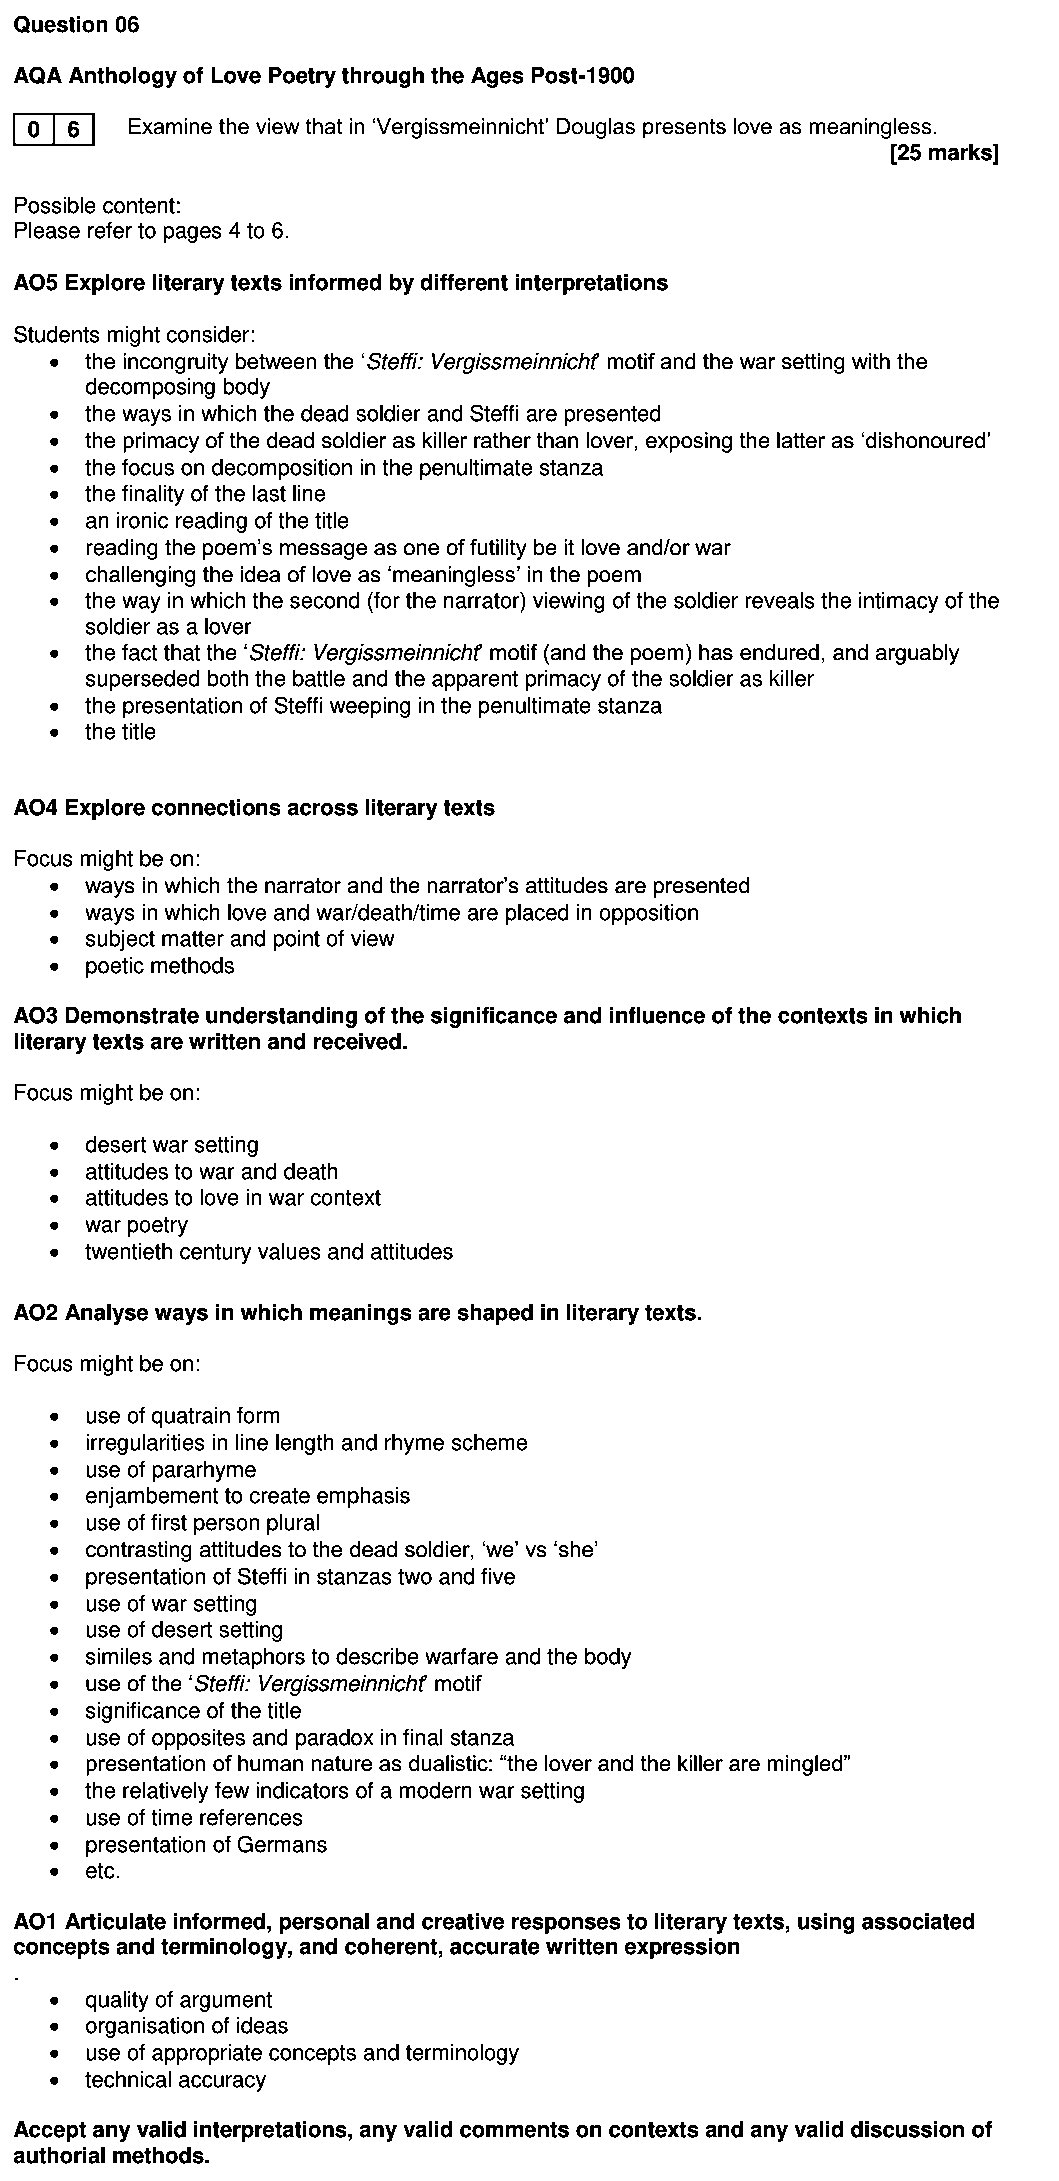 Question 06
AQA Anthology of Love Poetry through the Ages Post-1900
0 6 Examine the view that in ‘Vergissmeinnicht’ Douglas presents love as meaningless.
[25 marks]
Possible content:
Please refer to pages 4 to 6.
AO5 Explore literary texts informed by different interpretations
Students might consider:
• the incongruity between the ‘Steffi: Vergissmeinnicht’ motif and the war setting with the
decomposing body
• the ways in which the dead soldier and Steffi are presented
• the primacy of the dead soldier as killer rather than lover, exposing the latter as ‘dishonoured’
• the focus on decomposition in the penultimate stanza
• the finality of the last line
• an ironic reading of the title
• reading the poem’s message as one of futility be it love and/or war
• challenging the idea of love as ‘meaningless’ in the poem
• the way in which the second (for the narrator) viewing of the soldier reveals the intimacy of the
soldier as a lover
• the fact that the ‘Steffi: Vergissmeinnicht’ motif (and the poem) has endured, and arguably
superseded both the battle and the apparent primacy of the soldier as killer
• the presentation of Steffi weeping in the penultimate stanza
• the title
AO4 Explore connections across literary texts
Focus might be on:
• ways in which the narrator and the narrator’s attitudes are presented
• ways in which love and war/death/time are placed in opposition
• subject matter and point of view
• poetic methods
AO3 Demonstrate understanding of the significance and influence of the contexts in which
literary texts are written and received.
Focus might be on:
• desert war setting
• attitudes to war and death
• attitudes to love in war context
• war poetry
• twentieth century values and attitudes
AO2 Analyse ways in which meanings are shaped in literary texts.
Focus might be on:
• use of quatrain form
• irregularities in line length and rhyme scheme
• use of pararhyme
• enjambement to create emphasis
• use of first person plural
• contrasting attitudes to the dead soldier, ‘we’ vs ‘she’
• presentation of Steffi in stanzas two and five
• use of war setting
• use of desert setting
• similes and metaphors to describe warfare and the body
• use of the ‘Steffi: Vergissmeinnicht’ motif
• significance of the title
• use of opposites and paradox in final stanza
• presentation of human nature as dualistic: “the lover and the killer are mingled”
• the relatively few indicators of a modern war setting
• use of time references
• presentation of Germans
• etc.
AO1 Articulate informed, personal and creative responses to literary texts, using associated
concepts and terminology, and coherent, accurate written expression
.
• quality of argument
• organisation of ideas
• use of appropriate concepts and terminology
• technical accuracy
Accept any valid interpretations, any valid comments on contexts and any valid discussion of
authorial methods.